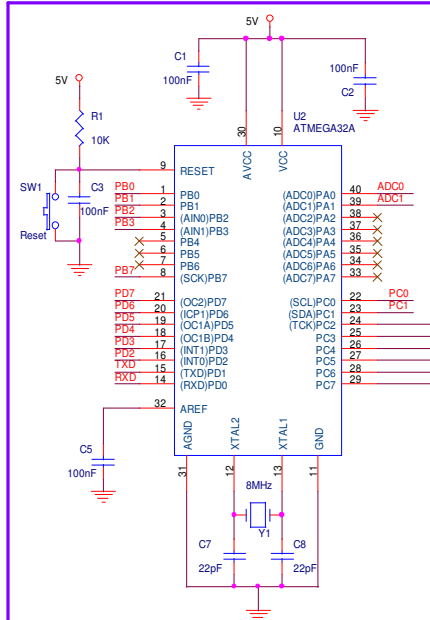 5V
C1
100nF
100nF
C2
5V
R1
10K
U2
ATMEGA32A
30
10
AVCC
VCC
SW1
Reset
C3
100nF
9 RESET
PB0 1 PB0
PB1 2 PB1
PB2 3 (AIN0)PB2
PB3 4 (AIN1)PB3
5 PB4
6 PB5
7 PB6
PB7 8 (SCK)PB7
PD7 21 (OC2)PD7
PD6 20 (ICP1)PD6
PD5 19 (OC1A)PD5
PD4 18 (OC1B)PD4
PD3 17 (INT1)PD3
PD2 16 (INT0)PD2
TXD 15 (TXD)PD1
RXD 14 (RXD)PD0
32 AREF
(ADC0)PA0 40 ADC0
(ADC1)PA1 39 ADC1
(ADC2)PA2 38
(ADC3)PA3 37
(ADC4)PA4 36
(ADC5)PA5 35
(ADC6)PA6 34
(ADC7)PA7 33
(SCL)PC0 22 PC0
(SDA)PC1 23 PC1
(TCK)PC2 24
PC3 25
PC4 26
PC5 27
PC6 28
PC7 29
C5
100nF
AGND
XTAL2
XTAL1
GND
31
12
13
11
8MHz
Y1
C7
22pF
C8
22pF